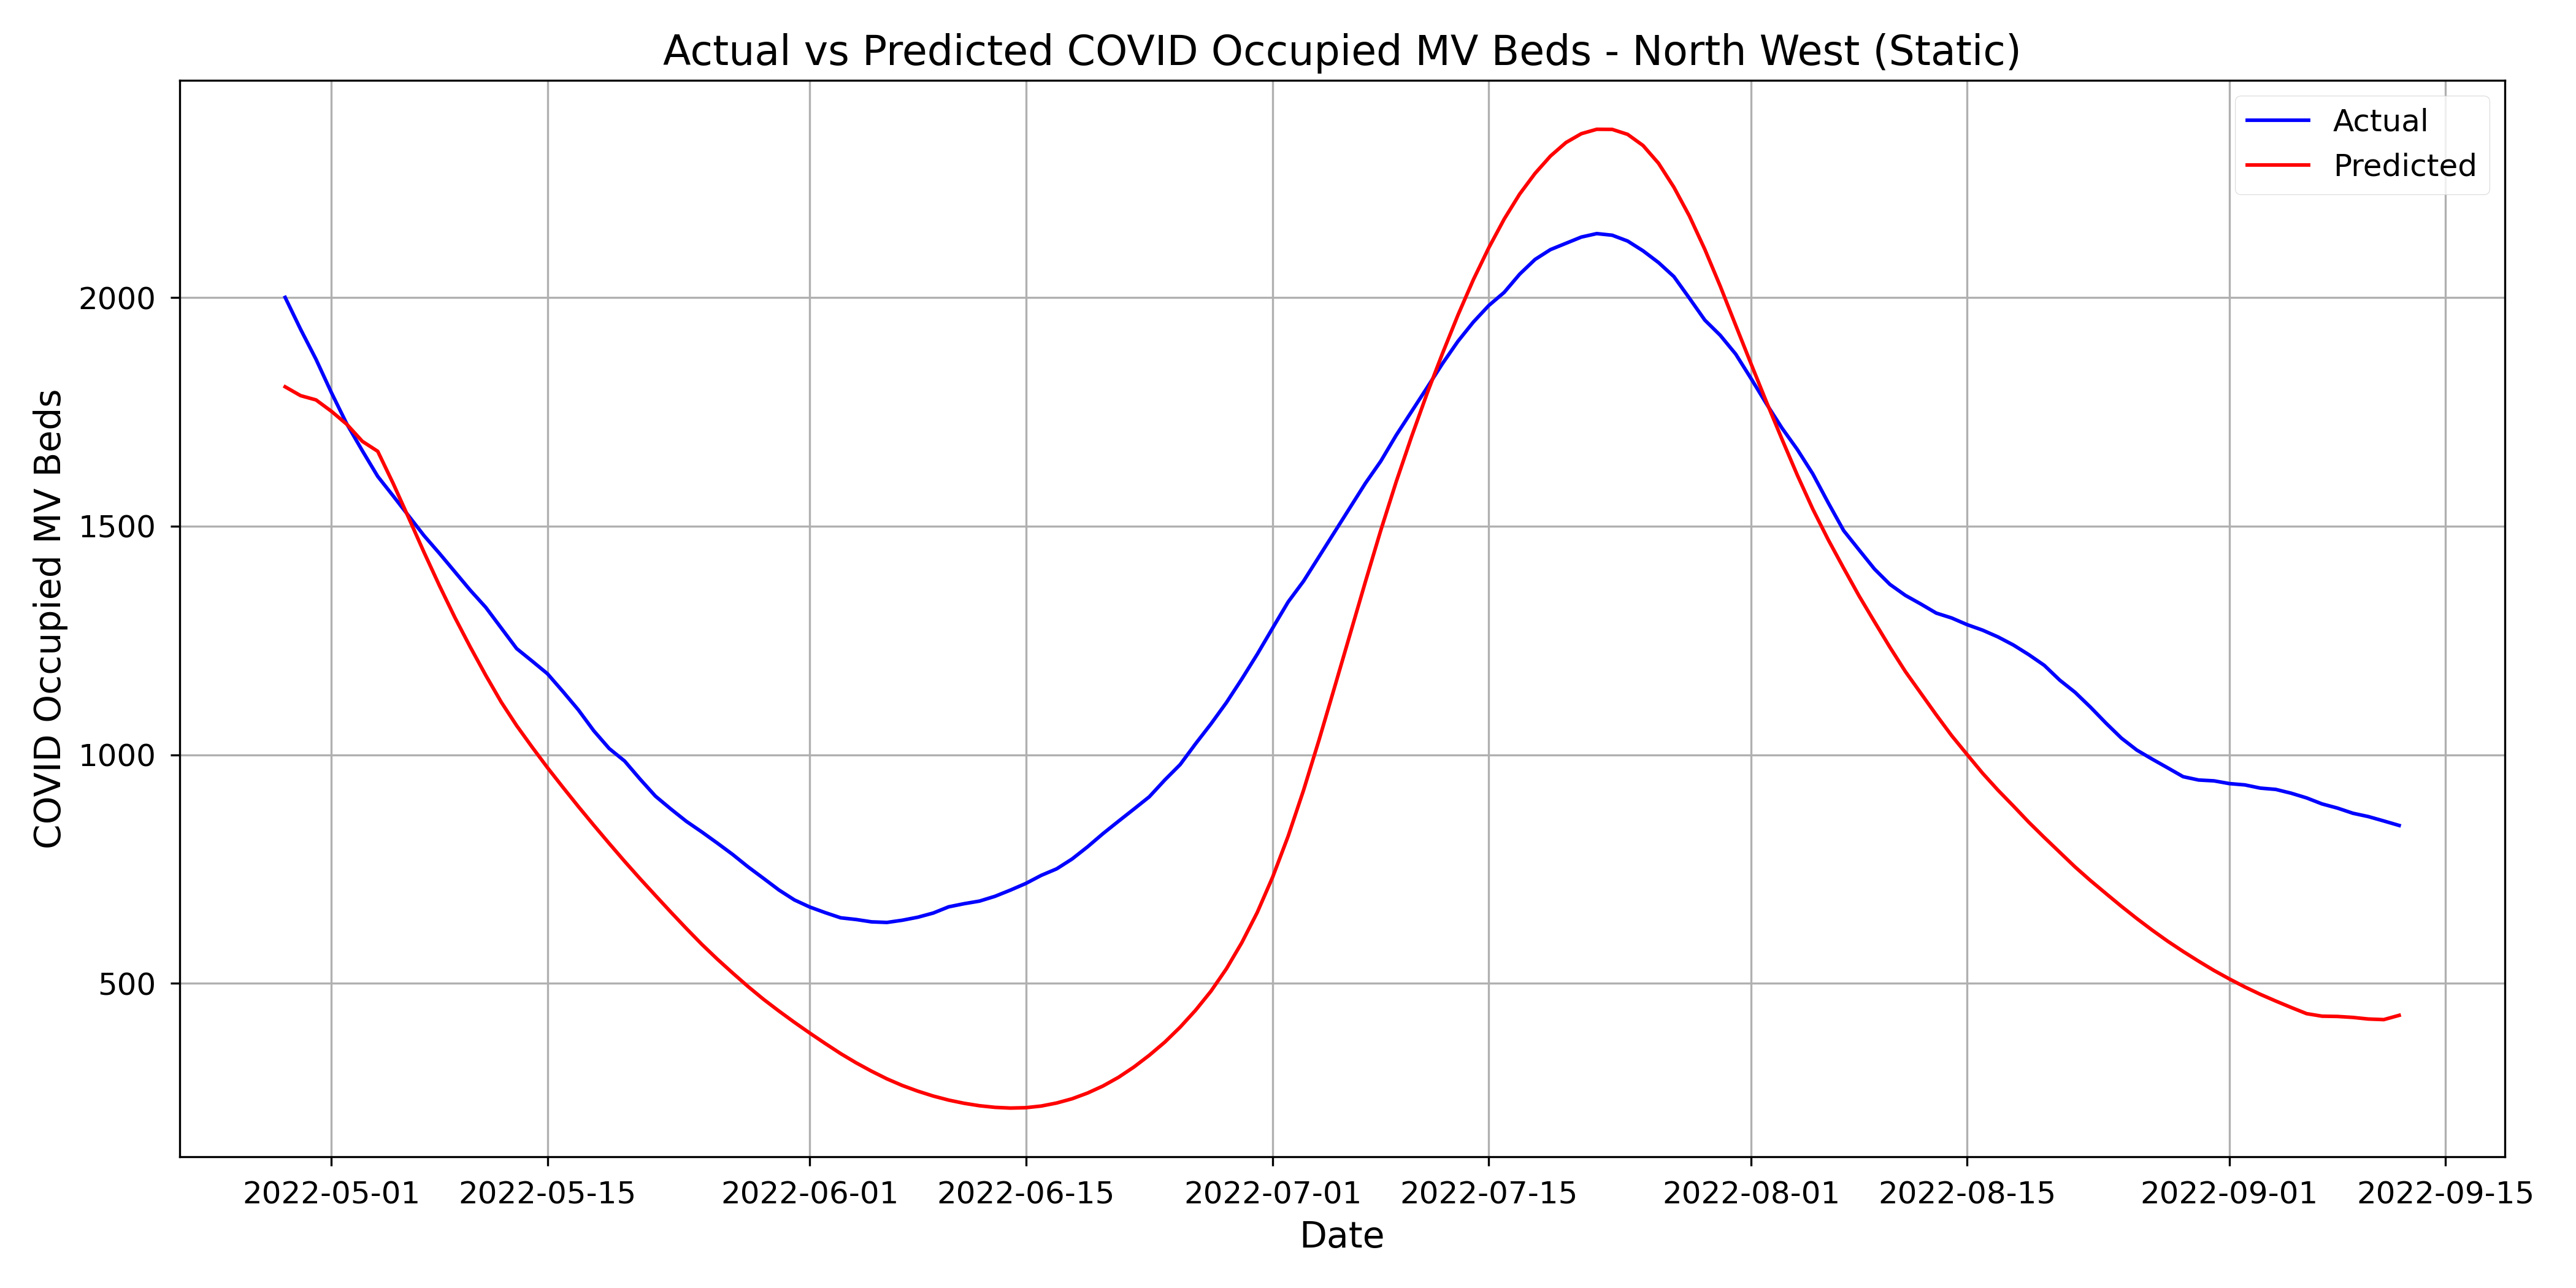 Actual vs Predicted COVID Occupied MV Beds - North West (Static)
Actual
Predicted
COVID Occupied MV Beds
2000
1500
1000
500
2022-05-01 2022-05-15 2022-06-01 2022-06-15 2022-07-01 2022-07-15 2022-08-01 2022-08-15 2022-09-01 2022-09-15
Date